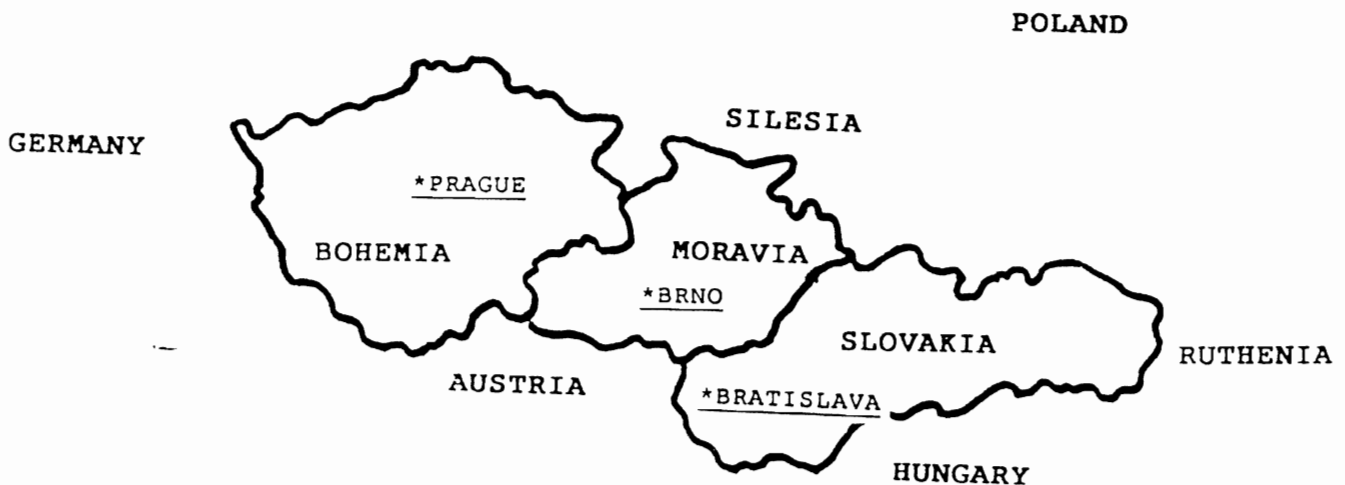 POLAND
SILESIA
GERMANY
*PRAGUE
BOHEMIA
MORAVIA
*BRNO
SLOVAKIA
RUTHENIA
AUSTRIA
*BRATISLAVA
HUNGARY